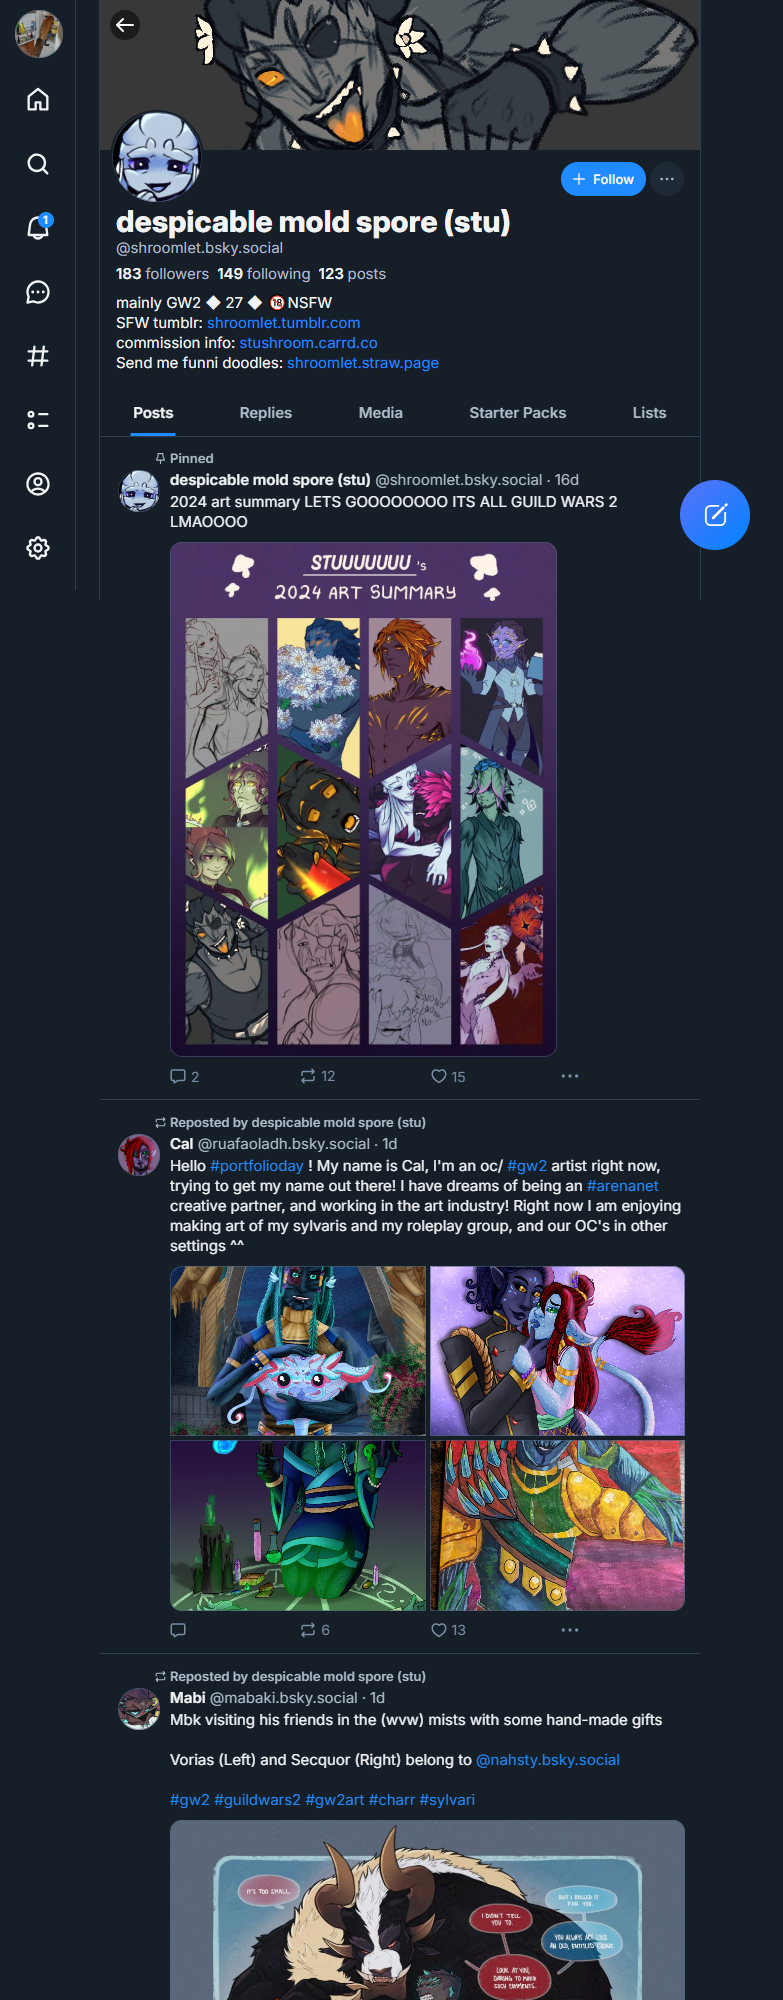 1
+ Follow
despicable mold spore (stu)
@shroomlet.bsky.social
183 followers 149 following 123 posts
mainly GW2 ◆ 27 ◆ 🔞NSFW
SFW tumblr: shroomlet.tumblr.com
commission info: stushroom.carrd.co
Send me funni doodles: shroomlet.straw.page
Posts Replies Media Starter Packs Lists
Pinned
despicable mold spore (stu) @shroomlet.bsky.social · 16d
2024 art summary LETS GOOOOOOOO ITS ALL GUILD WARS 2
LMAOOOO
STUUUUUUU 's
2024 ART SUMMARY
NO NO
NO NO
NO
2 12 15
Reposted by despicable mold spore (stu)
Cal @ruafaoladh.bsky.social · 1d
Hello #portfolioday ! My name is Cal, I'm an oc/ #gw2 artist right now,
trying to get my name out there! I have dreams of being an #arenanet
creative partner, and working in the art industry! Right now I am enjoying
making art of my sylvaris and my roleplay group, and our OC's in other
settings ^^
6 13
Reposted by despicable mold spore (stu)
Mabi @mabaki.bsky.social · 1d
Mbk visiting his friends in the (wvw) mists with some hand-made gifts
Vorias (Left) and Secquor (Right) belong to @nahsty.bsky.social
#gw2 #guildwars2 #gw2art #charr #sylvari
IT'S TOO SMALL.
BUT I ROLLED IT
FOR YOU.
I DIDN'T TELL
YOU TO.
YOU ALWAYS ACT LIKE
AN OLD, ENTITLED CRONE.
LOOK AT YOU,
DARING TO MAKE
SUCH COMMENTS.